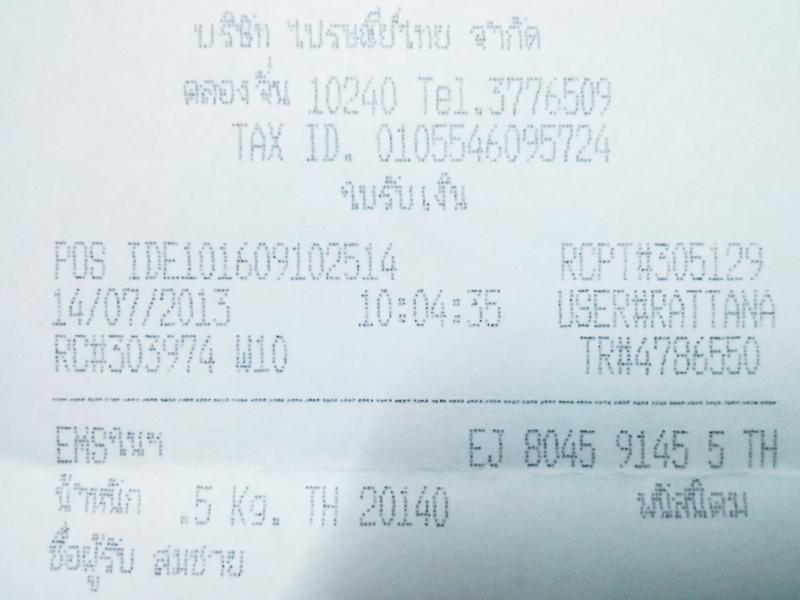 บริษัท ไปรษณีย์ไทย จำกัด
คลองจั่น 10240 Tel.3776509
TAX ID. 0105546095724
ใบรับเงิน
POS IDE101609102514 RCPT#305129
14/07/2013 10:04:35 USER#RATTANA
RC#303974 W10 TR#4786550
EMSในฯ EJ 8045 9145 5 TH
น้ำหนัก .5 Kg. TH 20140 พนัสนิคม
ชื่อผู้รับ สมชาย